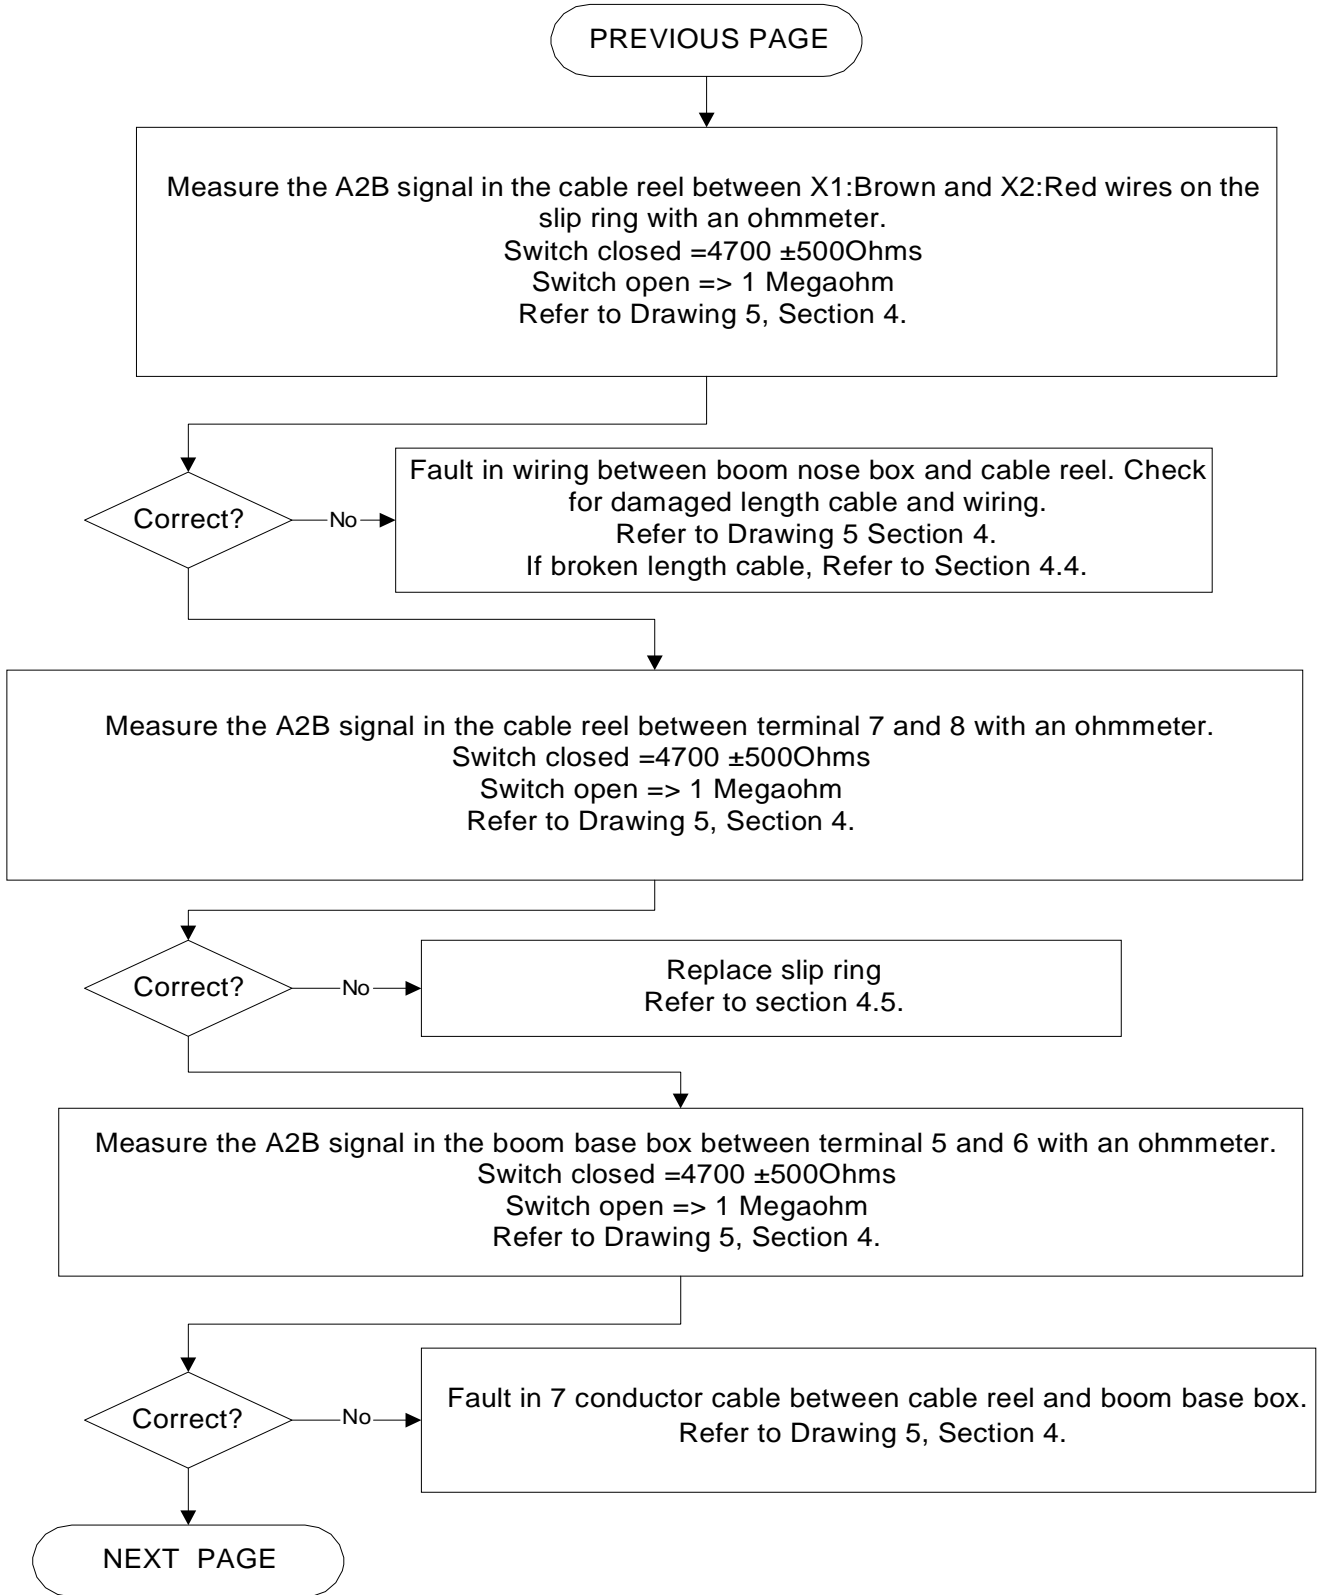 PREVIOUS PAGE
Measure the A2B signal in the cable reel between X1:Brown and X2:Red wires on the
slip ring with an ohmmeter.
Switch closed =4700 ±500Ohms
Switch open => 1 Megaohm
Refer to Drawing 5, Section 4.
Correct?
No
Fault in wiring between boom nose box and cable reel. Check
for damaged length cable and wiring.
Refer to Drawing 5 Section 4.
If broken length cable, Refer to Section 4.4.
Measure the A2B signal in the cable reel between terminal 7 and 8 with an ohmmeter.
Switch closed =4700 ±500Ohms
Switch open => 1 Megaohm
Refer to Drawing 5, Section 4.
Correct?
No
Replace slip ring
Refer to section 4.5.
Measure the A2B signal in the boom base box between terminal 5 and 6 with an ohmmeter.
Switch closed =4700 ±500Ohms
Switch open => 1 Megaohm
Refer to Drawing 5, Section 4.
Correct?
No
Fault in 7 conductor cable between cable reel and boom base box.
Refer to Drawing 5, Section 4.
NEXT PAGE